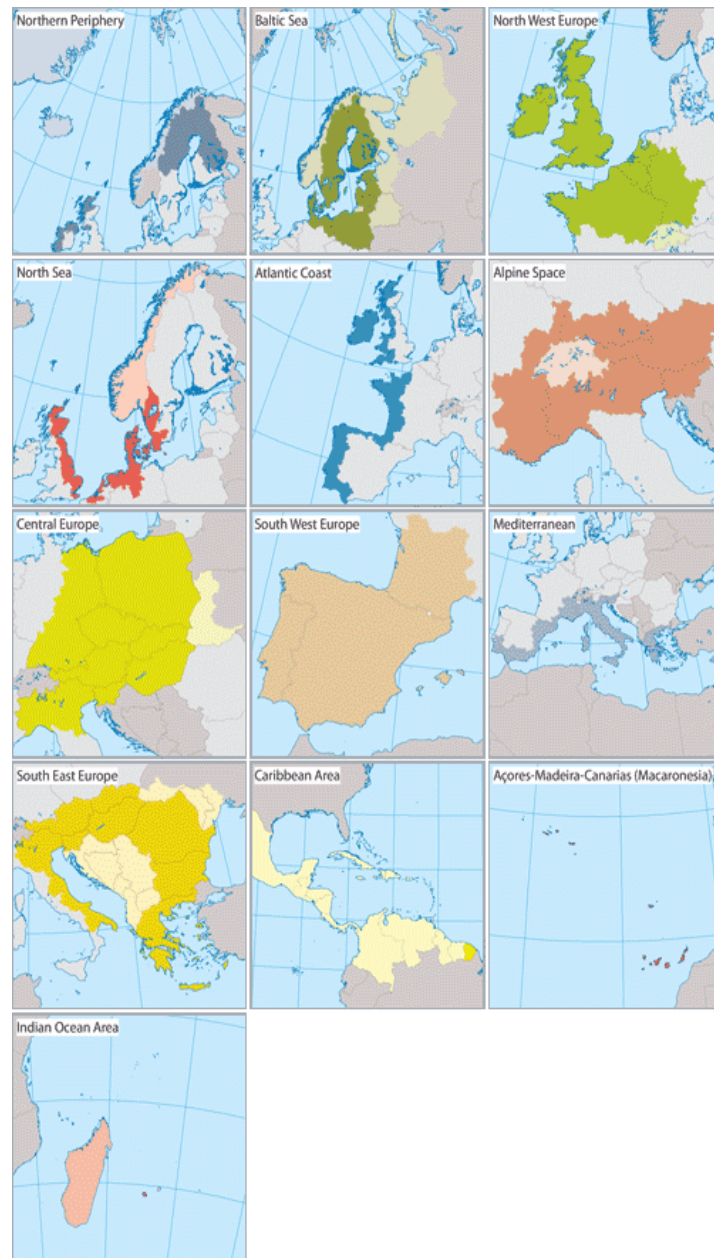 Northern Periphery
Baltic Sea
North West Europe
North Sea
Atlantic Coast
Alpine Space
Central Europe
South West Europe
Mediterranean
South East Europe
Caribbean Area
Açores-Madeira-Canarias (Macaronesia)
Indian Ocean Area